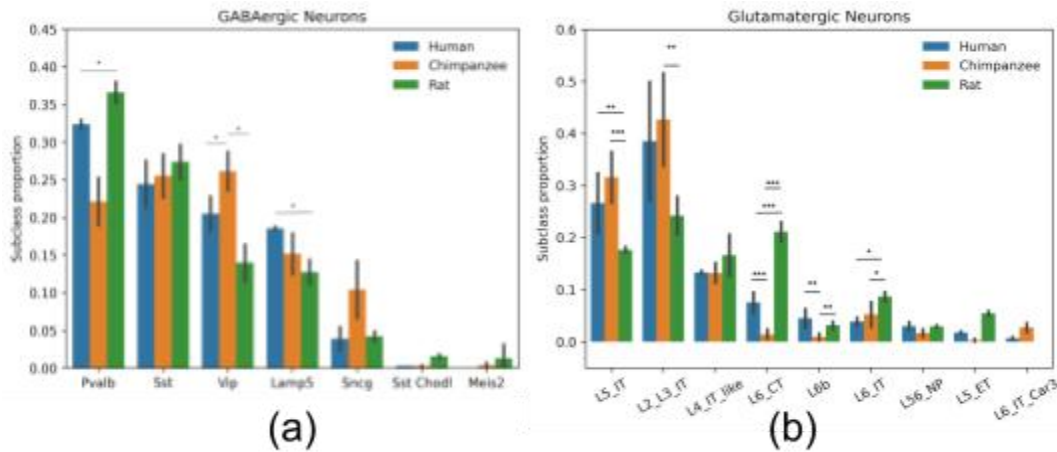 GABAergic Neurons
Human
Chimpanzee
Rat
Subclass proportion
0.45
0.40
0.35
0.30
0.25
0.20
0.15
0.10
0.05
0.00
*
*
*
*
Pvalb Sst Vip Lamp5 Sncg Sst Chodl Meis2
(a)
Glutamatergic Neurons
Human
Chimpanzee
Rat
Subclass proportion
0.6
0.5
0.4
0.3
0.2
0.1
0.0
**
***
**
***
***
***
**
**
*
*
L5_IT L2_L3_IT L4_IT_like L6_CT L6b L6_IT L56_NP L5_ET L6_IT_Car3
(b)